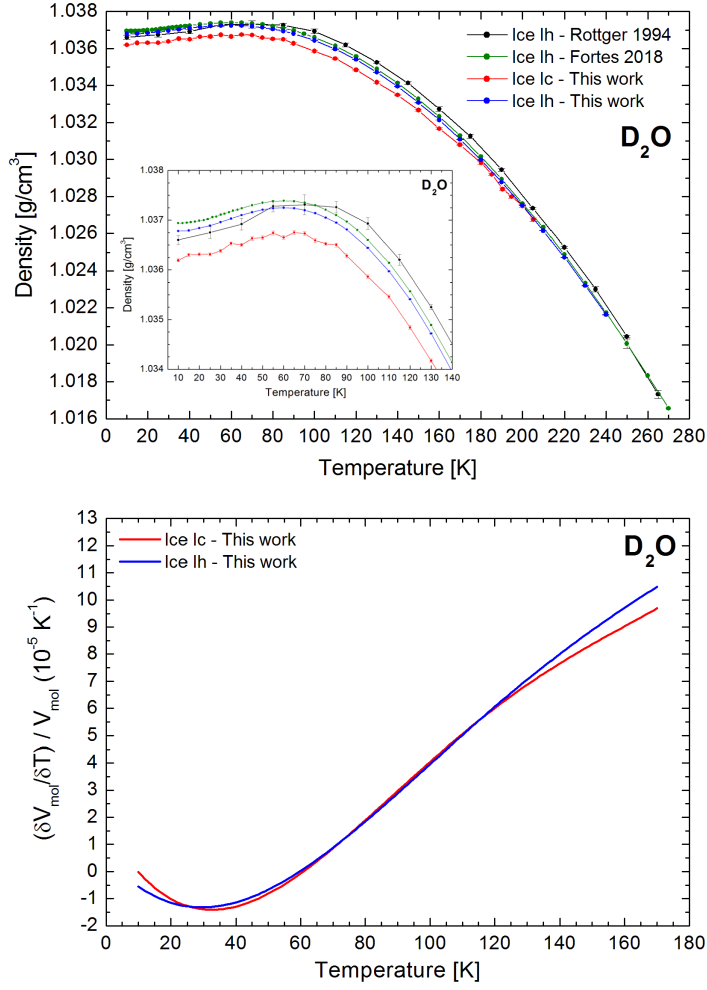 1.038
1.036
1.034
1.032
1.030
1.028
1.026
1.024
1.022
1.020
1.018
1.016
Density [g/cm³]
Ice Ih - Rottger 1994
Ice Ih - Fortes 2018
Ice Ic - This work
Ice Ih - This work
D₂O
1.038
1.037
1.036
1.035
1.034
Density [g/cm³]
D₂O
10 20 30 40 50 60 70 80 90 100 110 120 130 140
Temperature [K]
0 20 40 60 80 100 120 140 160 180 200 220 240 260 280
Temperature [K]
13
12
11
10
9
8
7
6
5
4
3
2
1
0
-1
-2
(δV_mol/δT) / V_mol (10⁻⁵ K⁻¹)
Ice Ic - This work
Ice Ih - This work
D₂O
0 20 40 60 80 100 120 140 160 180
Temperature [K]